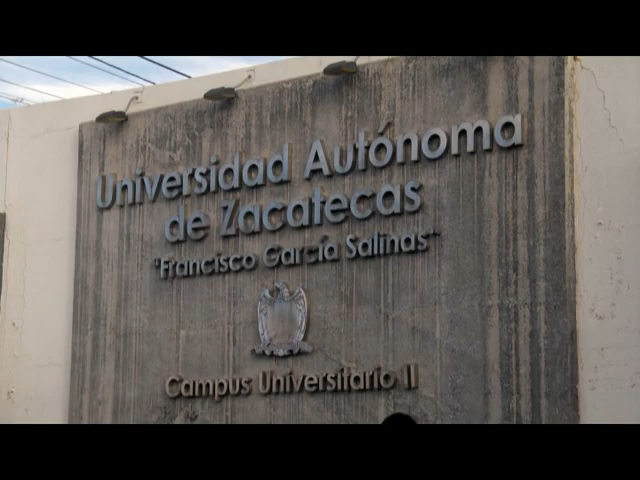 Universidad Autónoma
de Zacatecas
"Francisco García Salinas"
Campus Universitario II